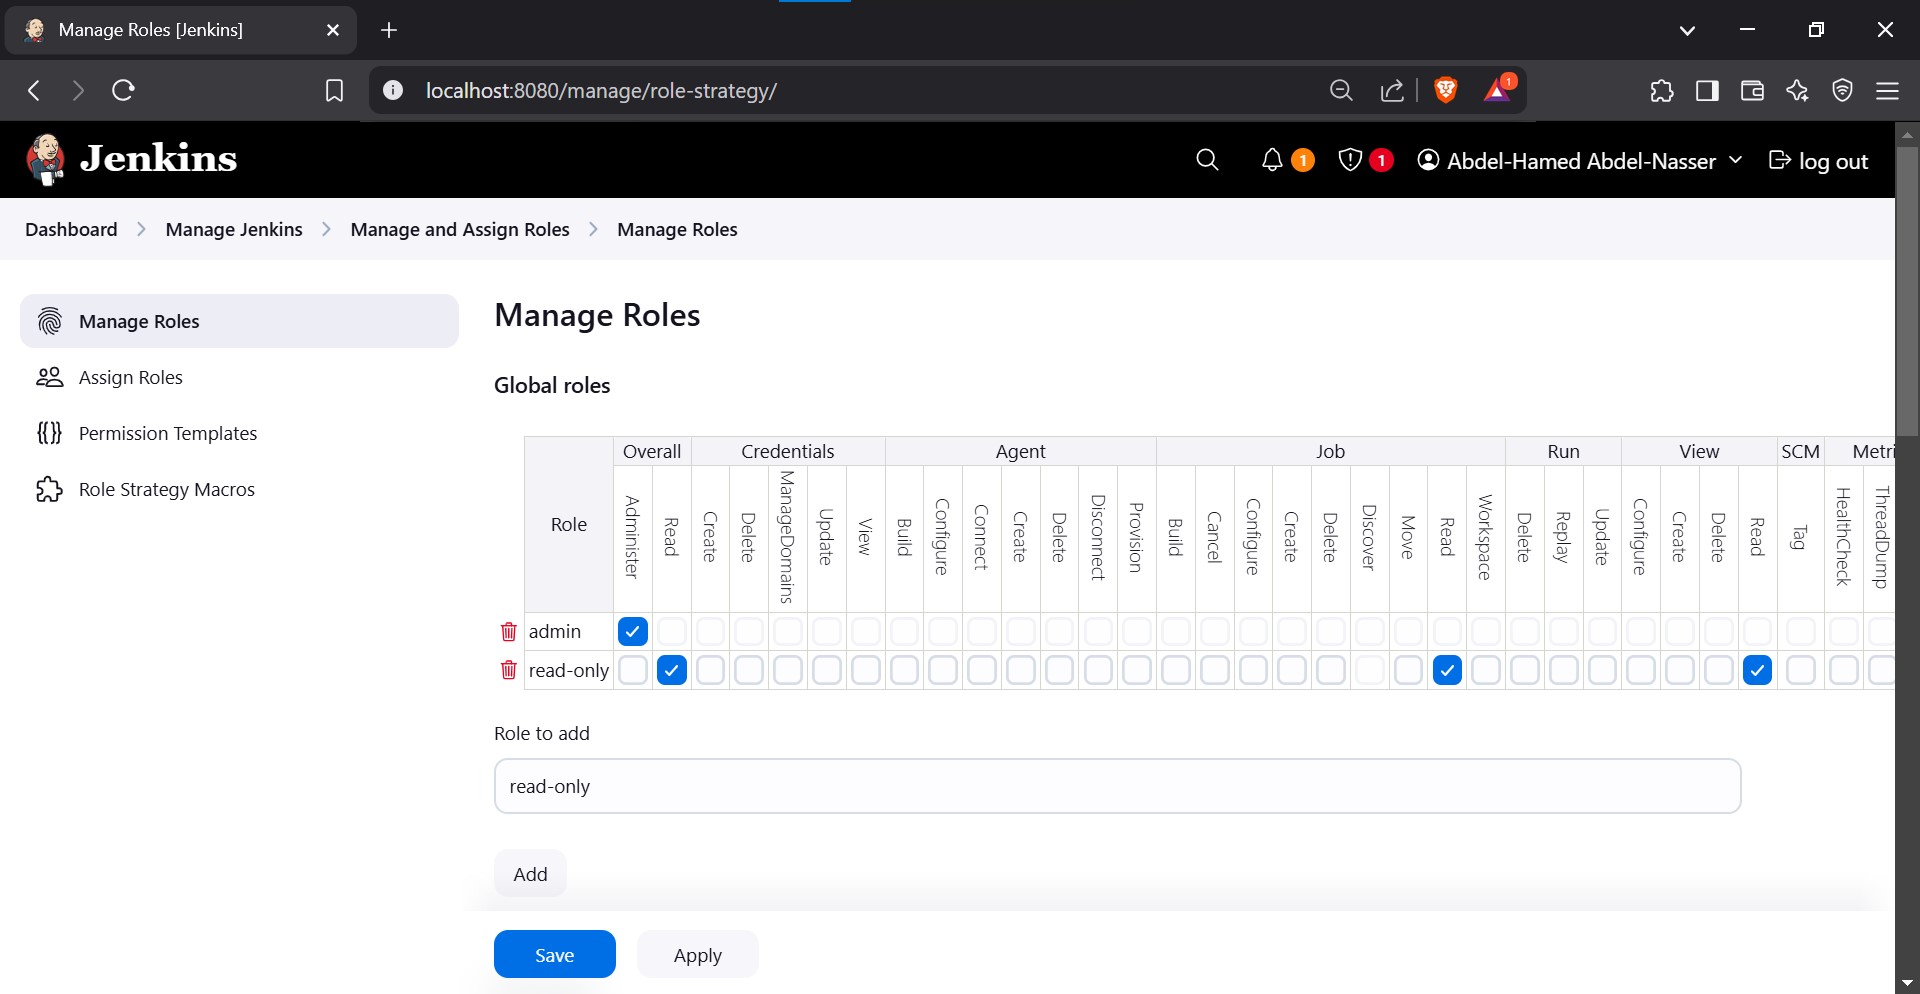 Manage Roles [Jenkins]
localhost:8080/manage/role-strategy/
1
Jenkins
1
1
Abdel-Hamed Abdel-Nasser
log out
Dashboard
Manage Jenkins
Manage and Assign Roles
Manage Roles
Manage Roles
Assign Roles
Permission Templates
Role Strategy Macros
Manage Roles
Global roles
Role
Overall
Credentials
Agent
Job
Run
View
SCM
Metri
Administer
Read
Create
Delete
ManageDomains
Update
View
Build
Configure
Connect
Create
Delete
Disconnect
Provision
Build
Cancel
Configure
Create
Delete
Discover
Move
Read
Workspace
Delete
Replay
Update
Configure
Create
Delete
Read
Tag
HealthCheck
ThreadDump
admin
read-only
Role to add
read-only
Add
Save
Apply